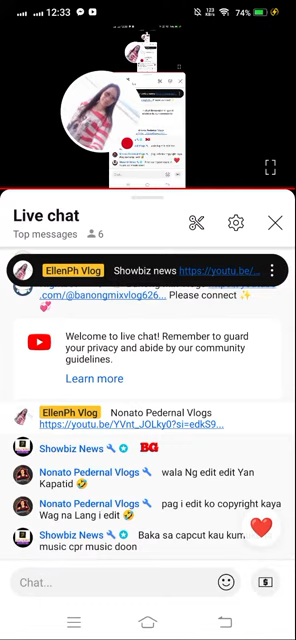 12:33
123
KB/s
74%
Live chat
Top messages 6
EllenPh Vlog Showbiz news https://youtu.be/...
.com/@banongmixvlog626... Please connect ✨
💞
Welcome to live chat! Remember to guard
your privacy and abide by our community
guidelines.
Learn more
EllenPh Vlog Nonato Pedernal Vlogs
https://youtu.be/YVnt_JOLky0?si=edkS9...
Showbiz News BG
Nonato Pedernal Vlogs wala Ng edit edit Yan
Kapatid 🤣
Nonato Pedernal Vlogs pag i edit ko copyright kaya
Wag na Lang i edit 🤣
Showbiz News Baka sa capcut kau kum
music cpr music doon
Chat...